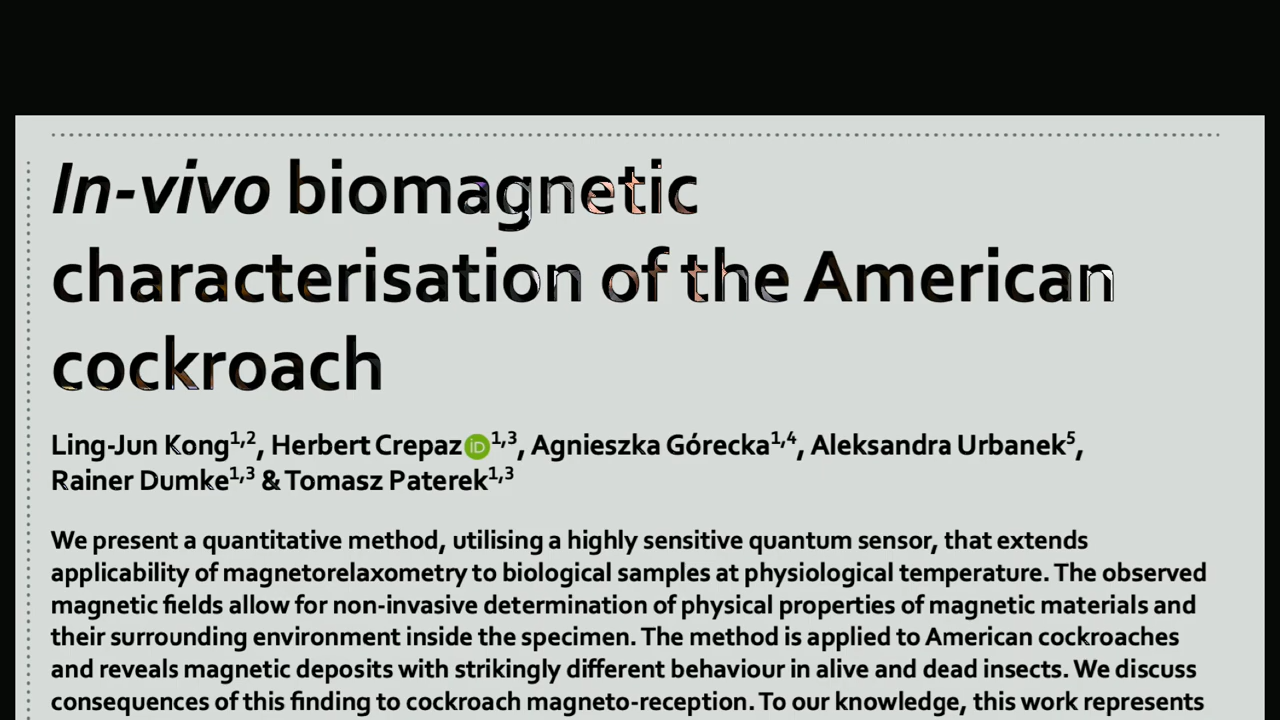 In-vivo biomagnetic
characterisation of the American
cockroach
Ling-Jun Kong1,2, Herbert Crepaz iD 1,3, Agnieszka Górecka1,4, Aleksandra Urbanek5,
Rainer Dumke1,3 & Tomasz Paterek1,3
We present a quantitative method, utilising a highly sensitive quantum sensor, that extends
applicability of magnetorelaxometry to biological samples at physiological temperature. The observed
magnetic fields allow for non-invasive determination of physical properties of magnetic materials and
their surrounding environment inside the specimen. The method is applied to American cockroaches
and reveals magnetic deposits with strikingly different behaviour in alive and dead insects. We discuss
consequences of this finding to cockroach magneto-reception. To our knowledge, this work represents